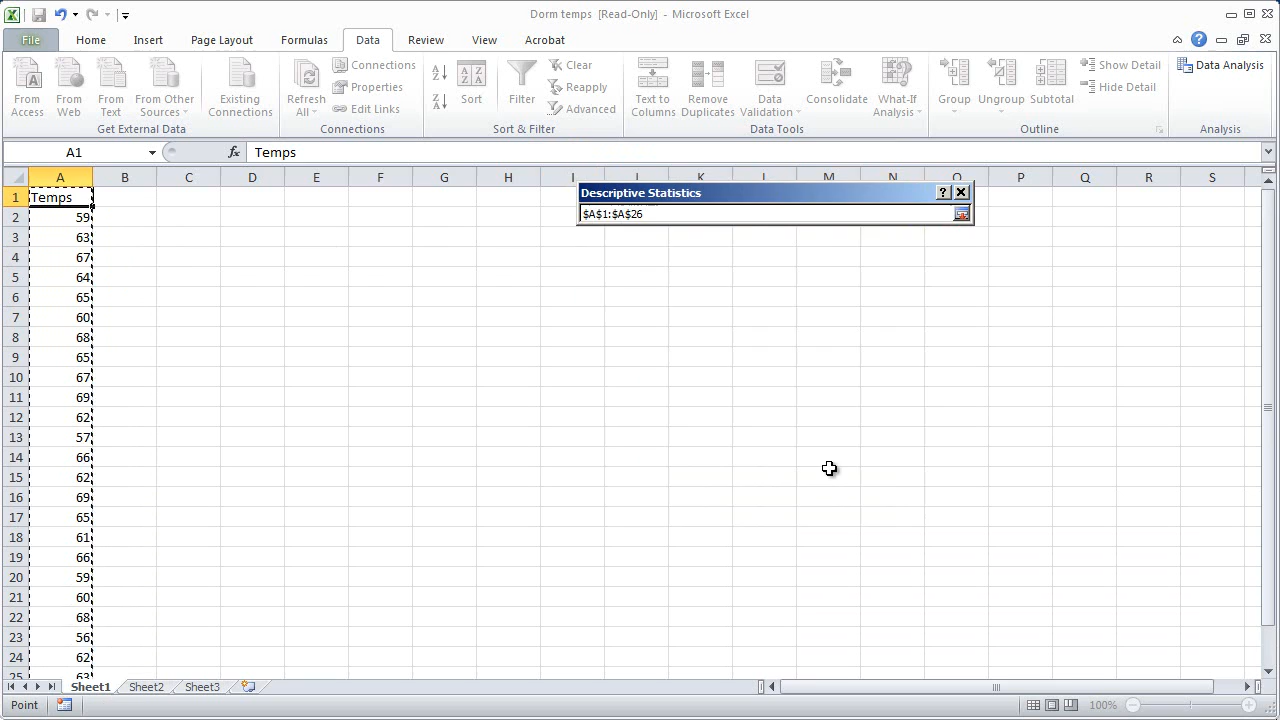 Dorm temps [Read-Only] - Microsoft Excel
File Home Insert Page Layout Formulas Data Review View Acrobat
From Access
From Web
From Text
From Other Sources
Existing Connections
Get External Data
Refresh All
Connections
Properties
Edit Links
Connections
Sort
Filter
Clear
Reapply
Advanced
Sort & Filter
Text to Columns
Remove Duplicates
Data Validation
Consolidate
What-If Analysis
Data Tools
Group
Ungroup
Subtotal
Show Detail
Hide Detail
Outline
Data Analysis
Analysis
A1 fx Temps
A B C D E F G H I J K L M N O P Q R S
Descriptive Statistics ?
$A$1:$A$26
1 Temps
2 59
3 63
4 67
5 64
6 65
7 60
8 68
9 65
10 67
11 69
12 62
13 57
14 66
15 62
16 69
17 65
18 61
19 66
20 59
21 60
22 68
23 56
24 62
25 63
Sheet1 Sheet2 Sheet3
Point 100%